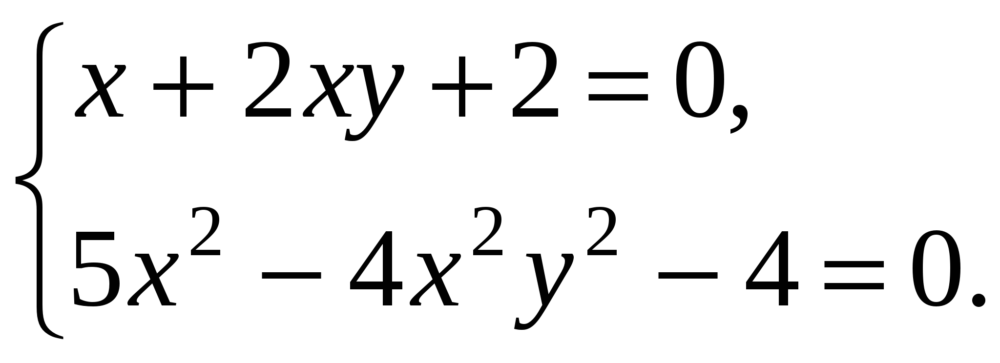 x + 2xy + 2 = 0,
5x² − 4x²y² − 4 = 0.